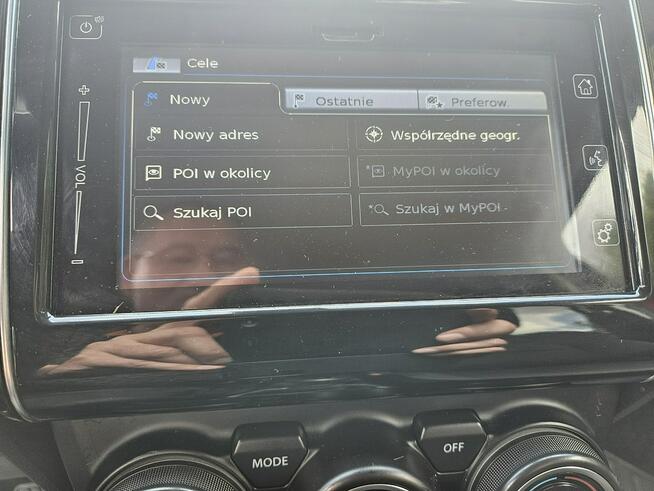 Cele
Nowy
Ostatnie
Preferow.
Nowy adres
Współrzędne geogr.
POI w okolicy
MyPOI w okolicy
Szukaj POI
Szukaj w MyPOI
+
VOL
-
MODE
OFF